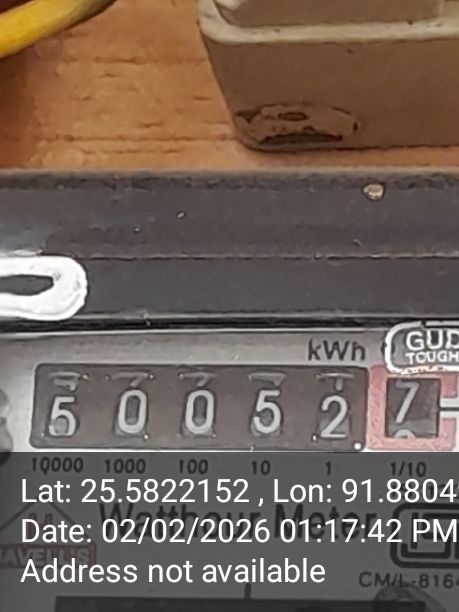 kWh
GUD
TOUGH
5 0 0 5 2 7
10000 1000 100 10 1 1/10
Lat: 25.5822152 , Lon: 91.8804
Date: 02/02/2026 01:17:42 PM
Watthour Meter
Address not available
CM/L-8164